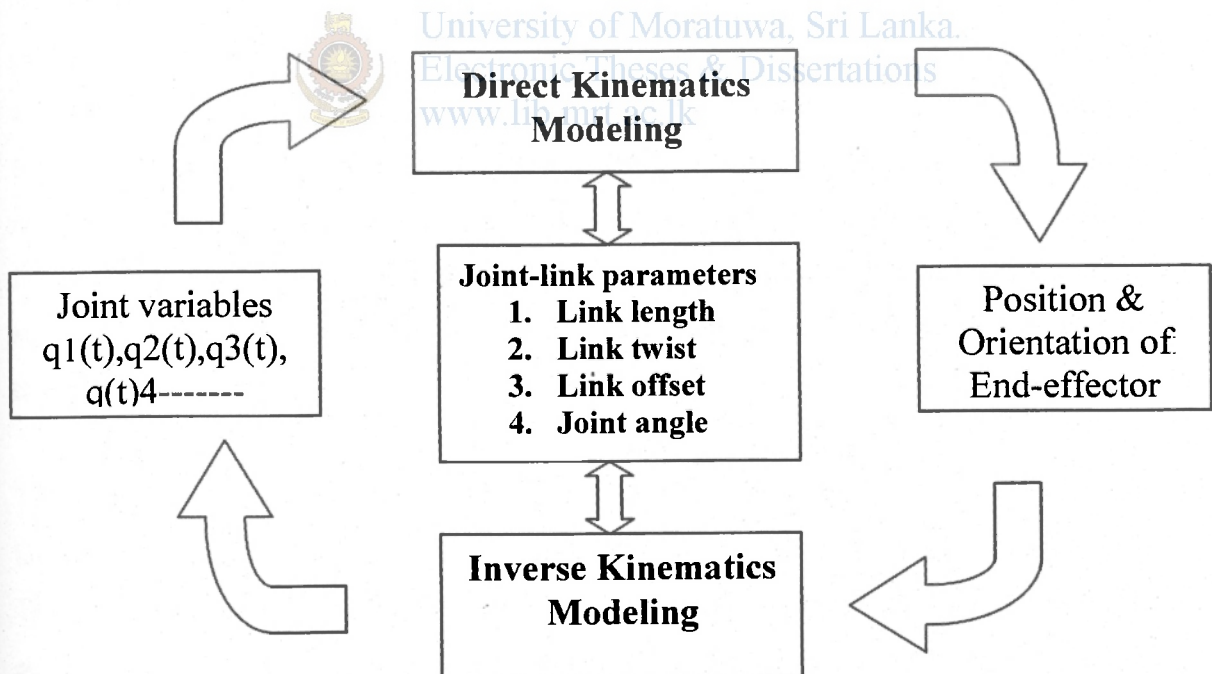 University of Moratuwa, Sri Lanka.
Electronic Theses & Dissertations
www.lib.mrt.ac.lk
Direct Kinematics
Modeling
Joint variables
q1(t),q2(t),q3(t),
q(t)4-------
Joint-link parameters
1. Link length
2. Link twist
3. Link offset
4. Joint angle
Position &
Orientation of
End-effector
Inverse Kinematics
Modeling